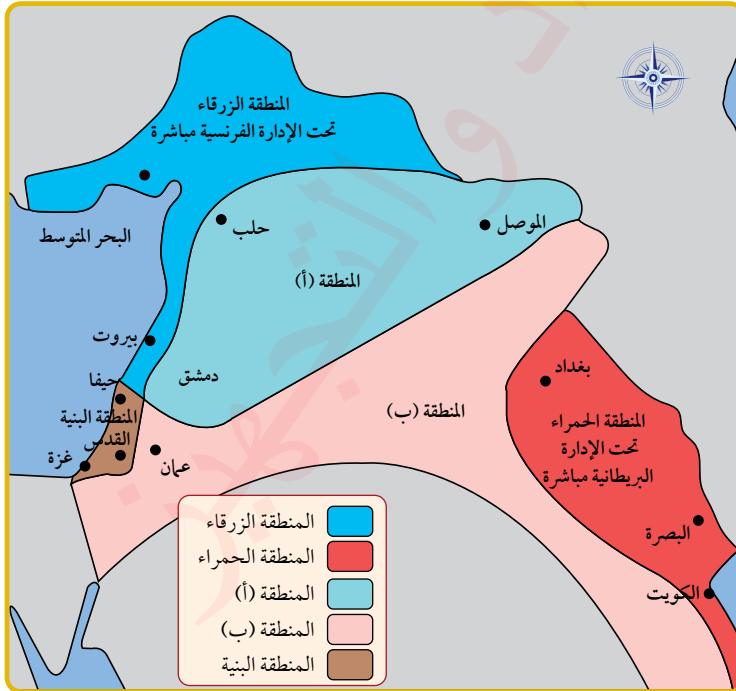 المنطقة الزرقاء
تحت الإدارة الفرنسية مباشرة
البحر المتوسط
حلب
الموصل
المنطقة (أ)
بيروت
دمشق
بغداد
حيفا
المنطقة البنية
القدس
غزة
عمان
المنطقة (ب)
المنطقة الحمراء
تحت الإدارة
البريطانية مباشرة
البصرة
الكويت
المنطقة الزرقاء
المنطقة الحمراء
المنطقة (أ)
المنطقة (ب)
المنطقة البنية